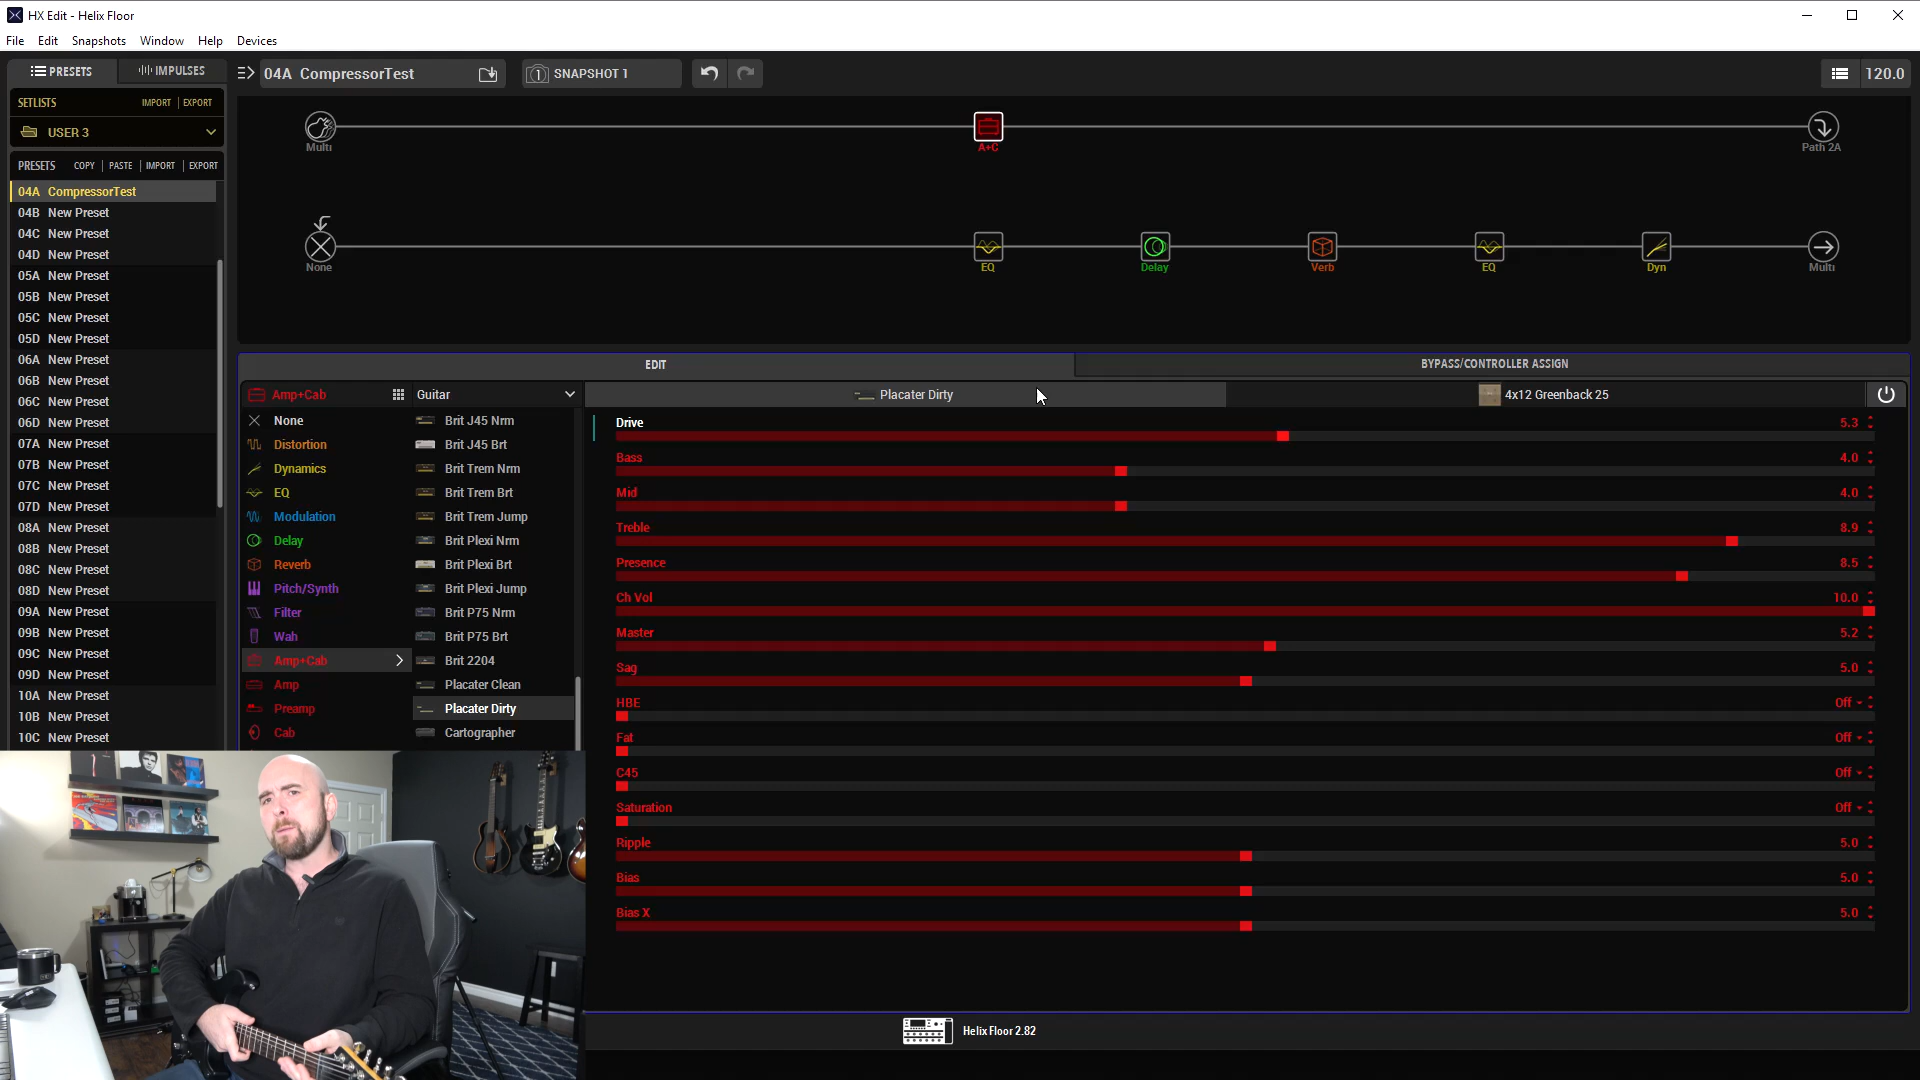 HX Edit - Helix Floor
File Edit Snapshots Window Help Devices
PRESETS IMPULSES
04A CompressorTest
1 SNAPSHOT 1
120.0
SETLISTS IMPORT | EXPORT
USER 3
PRESETS COPY | PASTE | IMPORT | EXPORT
04A CompressorTest
04B New Preset
04C New Preset
04D New Preset
05A New Preset
05B New Preset
05C New Preset
05D New Preset
06A New Preset
06B New Preset
06C New Preset
06D New Preset
07A New Preset
07B New Preset
07C New Preset
07D New Preset
08A New Preset
08B New Preset
08C New Preset
08D New Preset
09A New Preset
09B New Preset
09C New Preset
09D New Preset
10A New Preset
10B New Preset
10C New Preset
Multi A+C Path 2A
None EQ Delay Verb EQ Dyn Multi
EDIT BYPASS/CONTROLLER ASSIGN
Amp+Cab Guitar Placater Dirty 4x12 Greenback 25
None
Distortion
Dynamics
EQ
Modulation
Delay
Reverb
Pitch/Synth
Filter
Wah
Amp+Cab
Amp
Preamp
Cab
Brit J45 Nrm
Brit J45 Brt
Brit Trem Nrm
Brit Trem Brt
Brit Trem Jump
Brit Plexi Nrm
Brit Plexi Brt
Brit Plexi Jump
Brit P75 Nrm
Brit P75 Brt
Brit 2204
Placater Clean
Placater Dirty
Cartographer
Drive 5.3
Bass 4.0
Mid 4.0
Treble 8.9
Presence 8.5
Ch Vol 10.0
Master 5.2
Sag 5.0
HBE Off
Fat Off
C45 Off
Saturation Off
Ripple 5.0
Bias 5.0
Bias X 5.0
Helix Floor 2.82